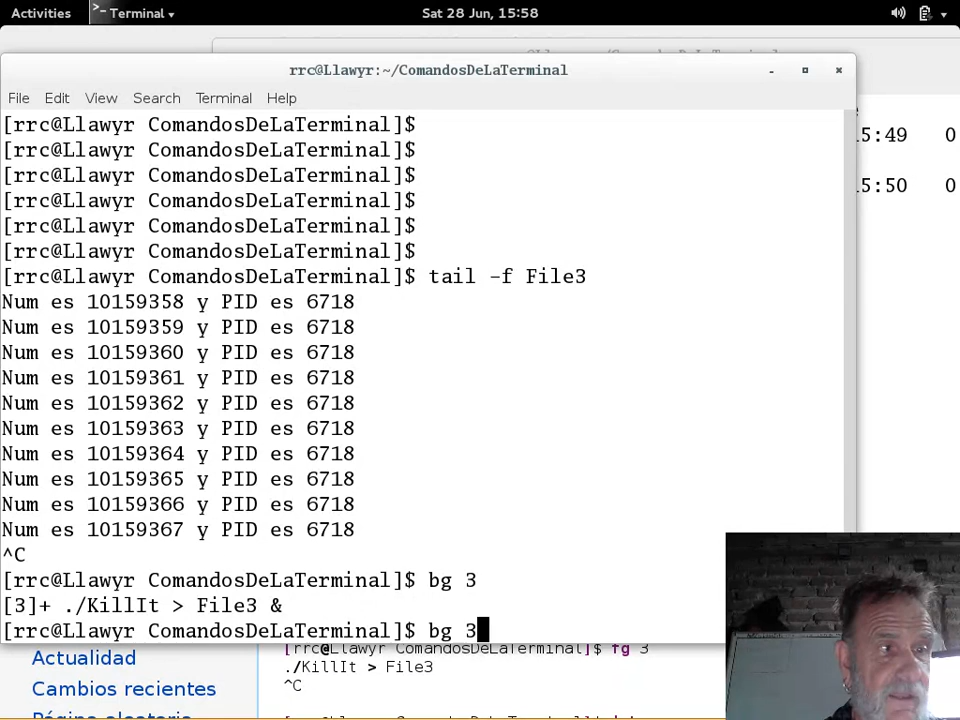 Activities
Terminal
Sat 28 Jun, 15:58
rrc@Llawyr:~/ComandosDeLaTerminal
File Edit View Search Terminal Help
[rrc@Llawyr ComandosDeLaTerminal]$
[rrc@Llawyr ComandosDeLaTerminal]$
15:49 0
[rrc@Llawyr ComandosDeLaTerminal]$
15:50 0
[rrc@Llawyr ComandosDeLaTerminal]$
[rrc@Llawyr ComandosDeLaTerminal]$
[rrc@Llawyr ComandosDeLaTerminal]$
[rrc@Llawyr ComandosDeLaTerminal]$ tail -f File3
Num es 10159358 y PID es 6718
Num es 10159359 y PID es 6718
Num es 10159360 y PID es 6718
Num es 10159361 y PID es 6718
Num es 10159362 y PID es 6718
Num es 10159363 y PID es 6718
Num es 10159364 y PID es 6718
Num es 10159365 y PID es 6718
Num es 10159366 y PID es 6718
Num es 10159367 y PID es 6718
^C
[rrc@Llawyr ComandosDeLaTerminal]$ bg 3
[3]+ ./KillIt > File3 &
[rrc@Llawyr ComandosDeLaTerminal]$ bg 3
Actualidad
Cambios recientes
[rrc@Llawyr ComandosDeLaTerminal]$ fg 3
./KillIt > File3
^C